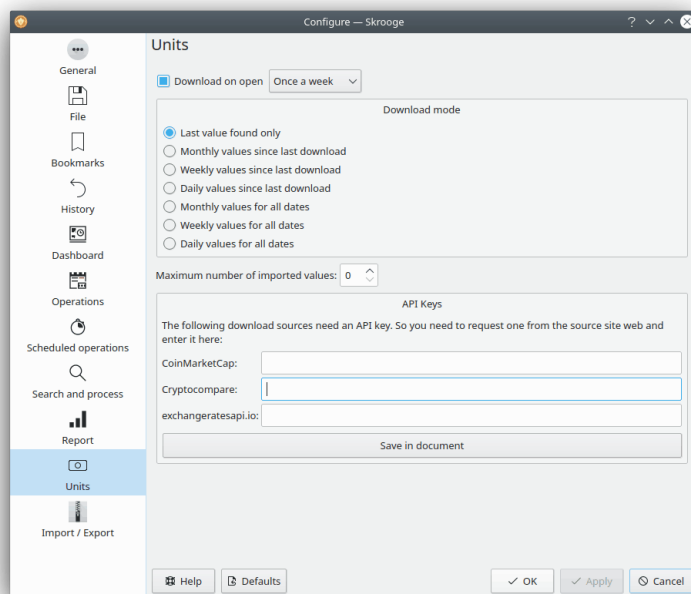 Configure — Skrooge
General
File
Bookmarks
History
Dashboard
Operations
Scheduled operations
Search and process
Report
Units
Import / Export
Units
Download on open Once a week
Download mode
Last value found only
Monthly values since last download
Weekly values since last download
Daily values since last download
Monthly values for all dates
Weekly values for all dates
Daily values for all dates
Maximum number of imported values: 0
API Keys
The following download sources need an API key. So you need to request one from the source site web and
enter it here:
CoinMarketCap:
Cryptocompare:
exchangeratesapi.io:
Save in document
Help Defaults OK Apply Cancel